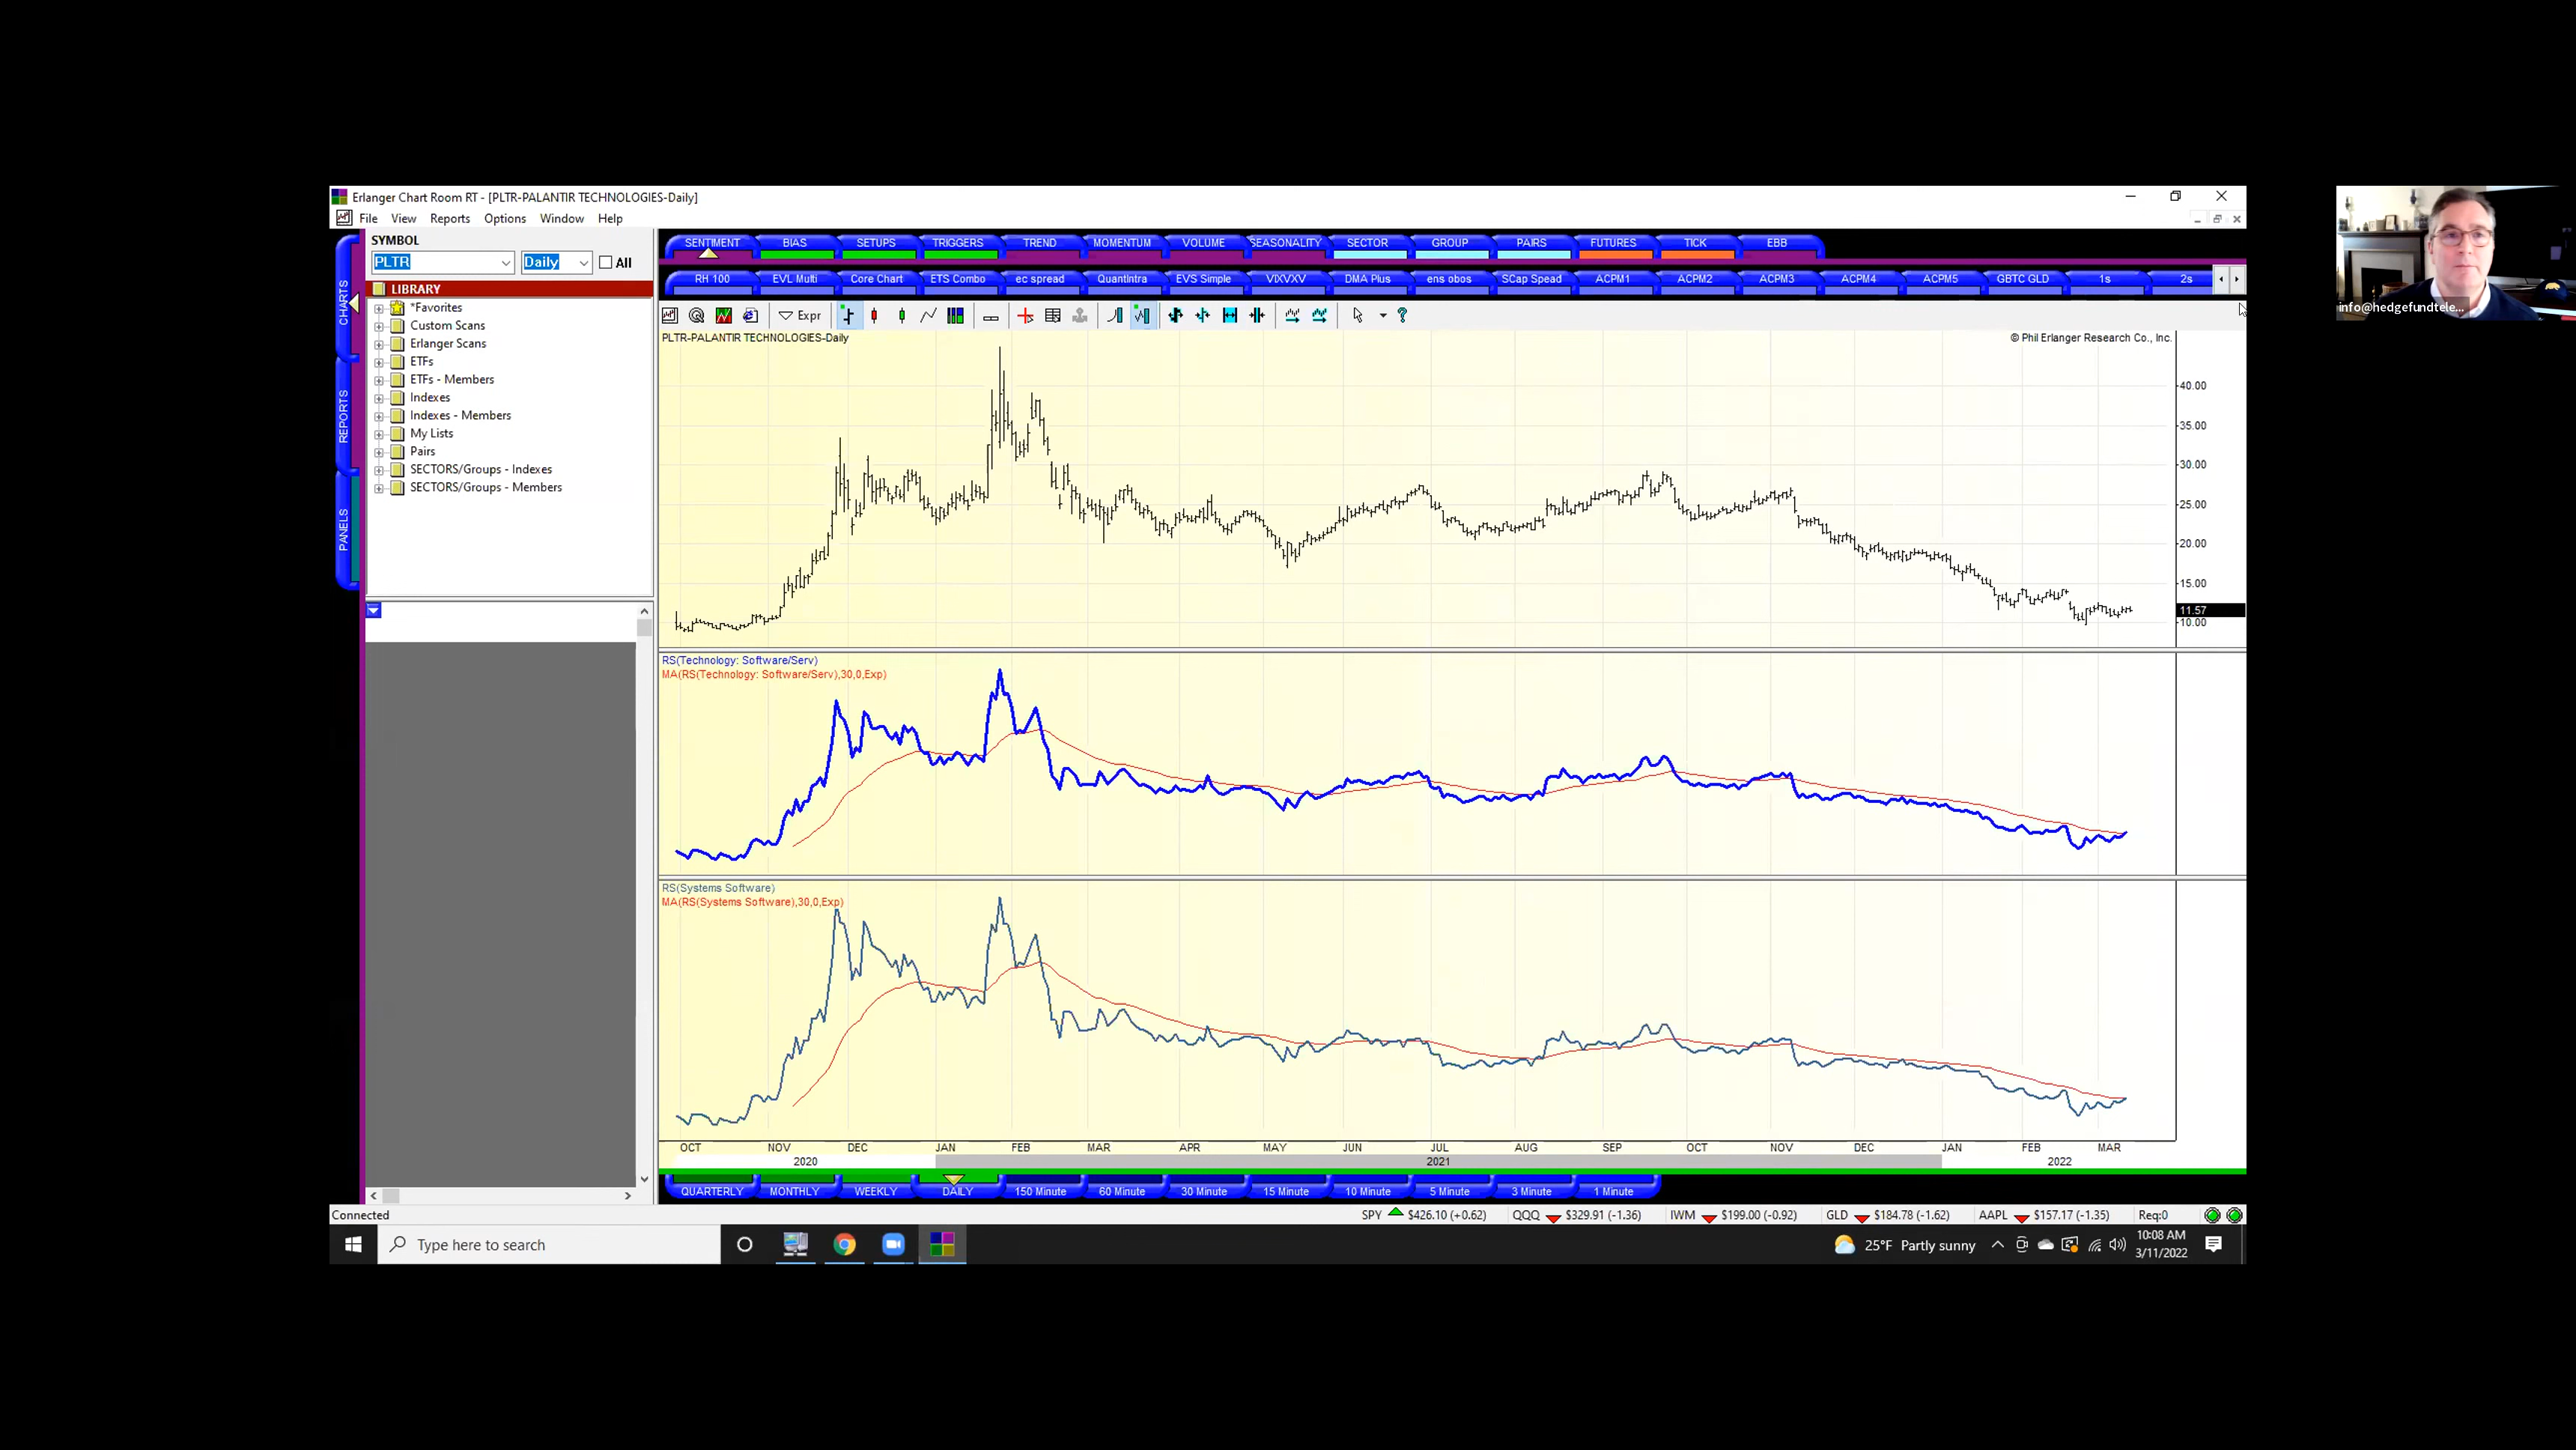 Erlanger Chart Room RT - [PLTR-PALANTIR TECHNOLOGIES-Daily]
File View Reports Options Window Help
SYMBOL
PLTR Daily All
LIBRARY
*Favorites
Custom Scans
Erlanger Scans
ETFs
ETFs - Members
Indexes
Indexes - Members
My Lists
Pairs
SECTORS/Groups - Indexes
SECTORS/Groups - Members
CHARTS
REPORTS
PANELS
SENTIMENT BIAS SETUPS TRIGGERS TREND MOMENTUM VOLUME SEASONALITY SECTOR GROUP PAIRS FUTURES TICK EBB
RH 100 EVL Multi Core Chart ETS Combo ec spread QuantIntra EVS Simple VIXVXV DMA Plus ens obos SCap Spead ACPM1 ACPM2 ACPM3 ACPM4 ACPM5 GBTC GLD 1s 2s
Expr ?
PLTR-PALANTIR TECHNOLOGIES-Daily © Phil Erlanger Research Co., Inc.
40.00
35.00
30.00
25.00
20.00
15.00
11.57
10.00
RS(Technology: Software/Serv)
MA(RS(Technology: Software/Serv),30,0,Exp)
RS(Systems Software)
MA(RS(Systems Software),30,0,Exp)
OCT NOV DEC JAN FEB MAR APR MAY JUN JUL AUG SEP OCT NOV DEC JAN FEB MAR
2020 2021 2022
QUARTERLY MONTHLY WEEKLY DAILY 150 Minute 60 Minute 30 Minute 15 Minute 10 Minute 5 Minute 3 Minute 1 Minute
Connected SPY $426.10 (+0.62) QQQ $329.91 (-1.36) IWM $199.00 (-0.92) GLD $184.78 (-1.62) AAPL $157.17 (-1.35) Req:0
Type here to search 25°F Partly sunny 10:08 AM
3/11/2022
info@hedgefundtele...